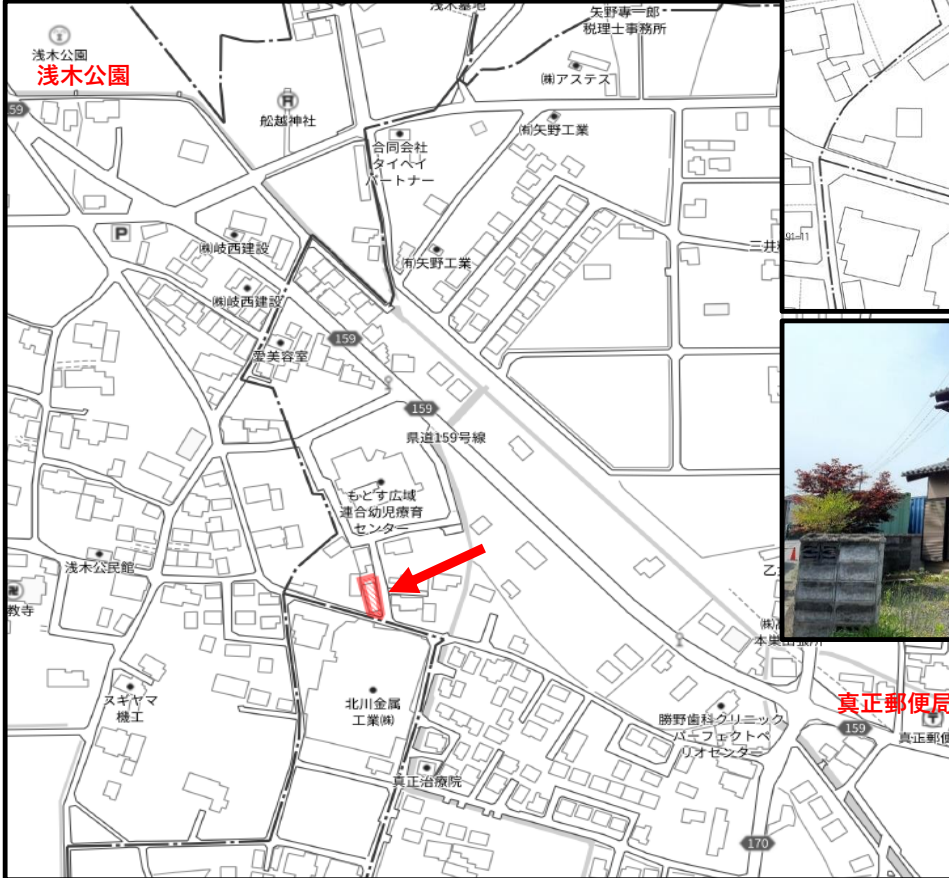 浅木公園
浅木公園
59
舩越神社
矢野専一郎
税理士事務所
㈱アステス
㈲矢野工業
合同会社
タイヘイ
パートナー
P
㈱岐西建設
㈲矢野工業
㈱岐西建設
愛美容室
159
159
県道159号線
もとす広域
連合幼児療育
センター
浅木公民館
教寺
スギヤマ
機工
北川金属
工業㈱
真正治療院
勝野歯科クリニック
パーフェクトペ
リオセンター
真正郵便局
159
真正郵便
170
三井
91-11